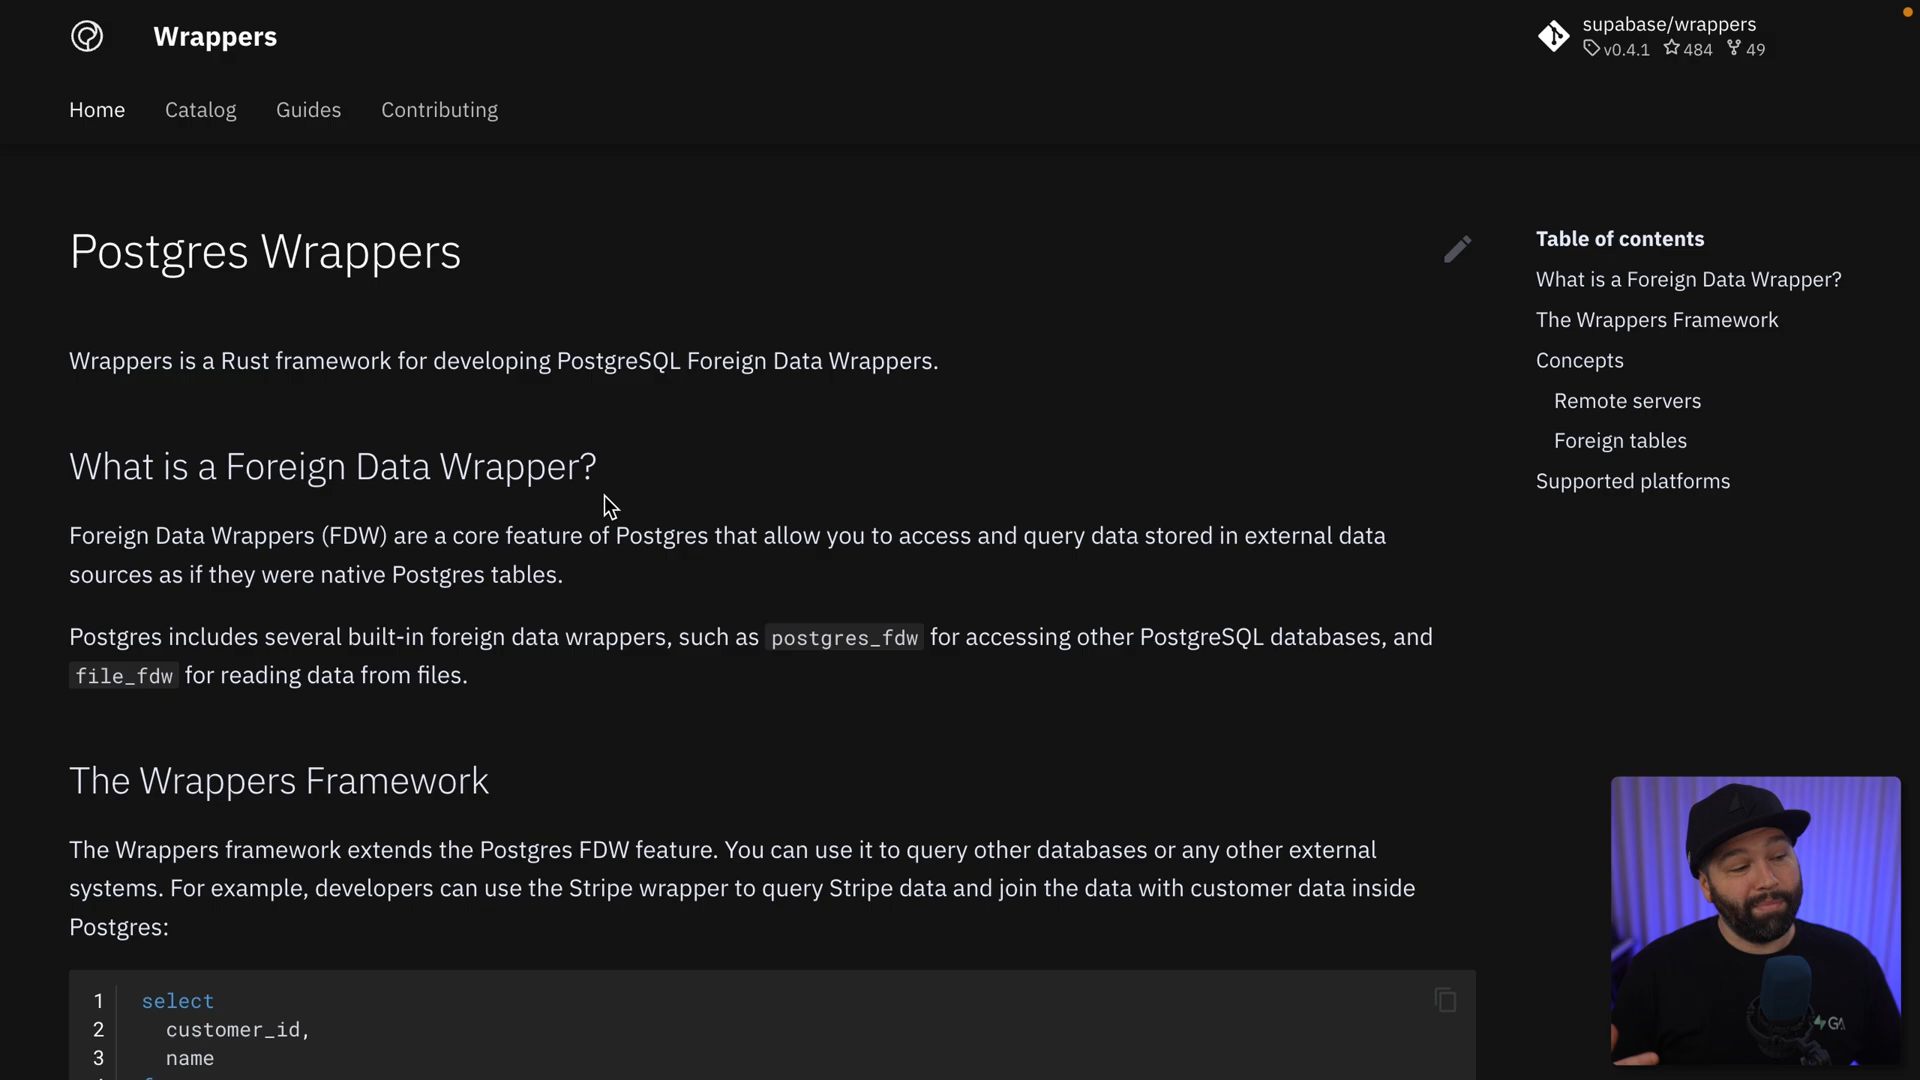 Wrappers
supabase/wrappers
v0.4.1 484 49
Home Catalog Guides Contributing
Postgres Wrappers
Wrappers is a Rust framework for developing PostgreSQL Foreign Data Wrappers.
What is a Foreign Data Wrapper?
Foreign Data Wrappers (FDW) are a core feature of Postgres that allow you to access and query data stored in external data
sources as if they were native Postgres tables.
Postgres includes several built-in foreign data wrappers, such as postgres_fdw for accessing other PostgreSQL databases, and
file_fdw for reading data from files.
The Wrappers Framework
The Wrappers framework extends the Postgres FDW feature. You can use it to query other databases or any other external
systems. For example, developers can use the Stripe wrapper to query Stripe data and join the data with customer data inside
Postgres:
1 select
2 customer_id,
3 name
Table of contents
What is a Foreign Data Wrapper?
The Wrappers Framework
Concepts
Remote servers
Foreign tables
Supported platforms
GA